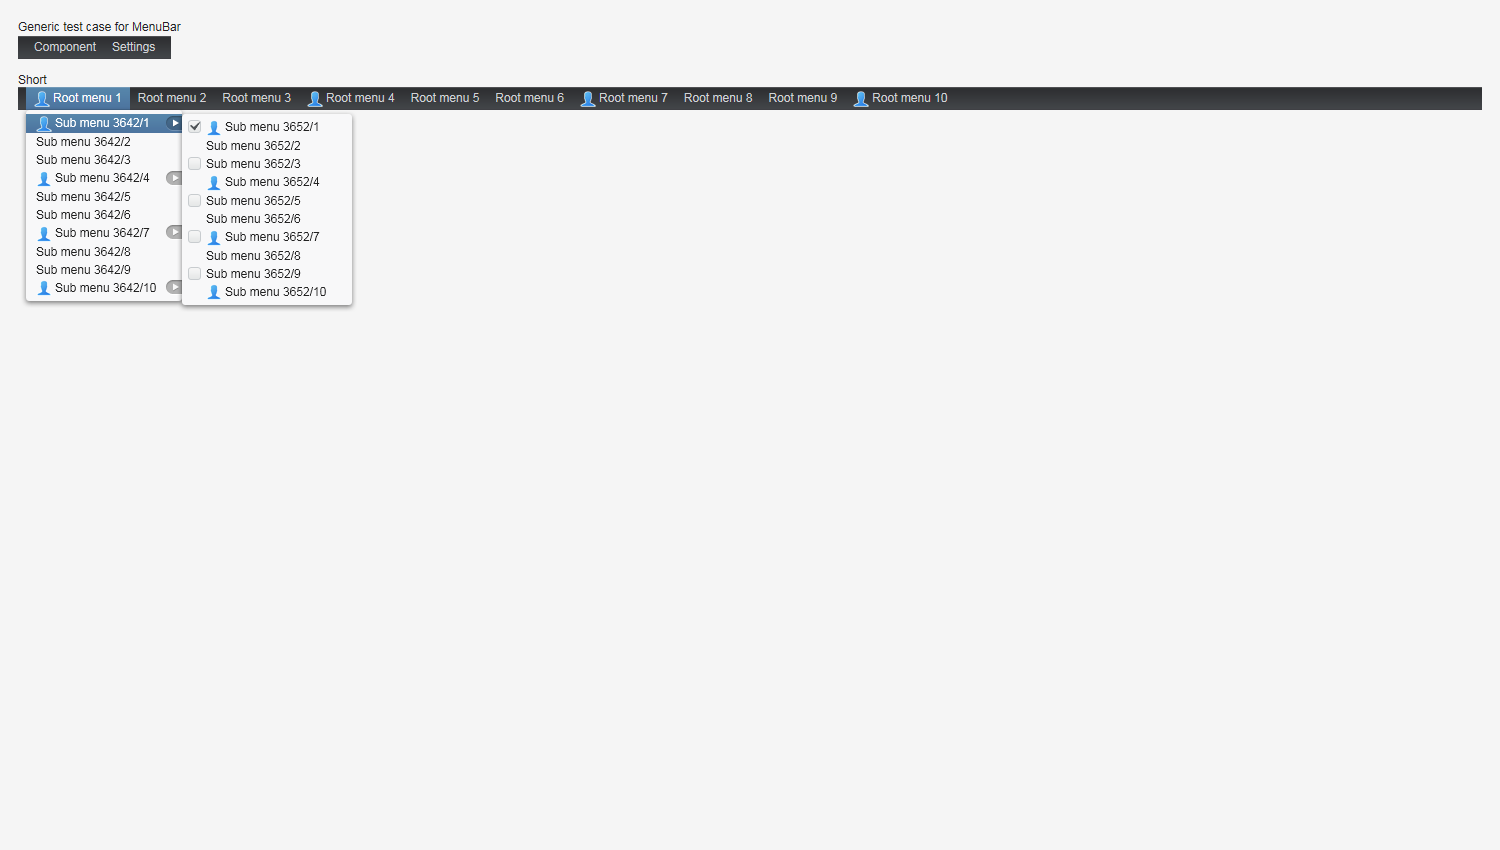 Generic test case for MenuBar
Component Settings
Short
Root menu 1 Root menu 2 Root menu 3 Root menu 4 Root menu 5 Root menu 6 Root menu 7 Root menu 8 Root menu 9 Root menu 10
Sub menu 3642/1
Sub menu 3642/2
Sub menu 3642/3
Sub menu 3642/4
Sub menu 3642/5
Sub menu 3642/6
Sub menu 3642/7
Sub menu 3642/8
Sub menu 3642/9
Sub menu 3642/10
Sub menu 3652/1
Sub menu 3652/2
Sub menu 3652/3
Sub menu 3652/4
Sub menu 3652/5
Sub menu 3652/6
Sub menu 3652/7
Sub menu 3652/8
Sub menu 3652/9
Sub menu 3652/10